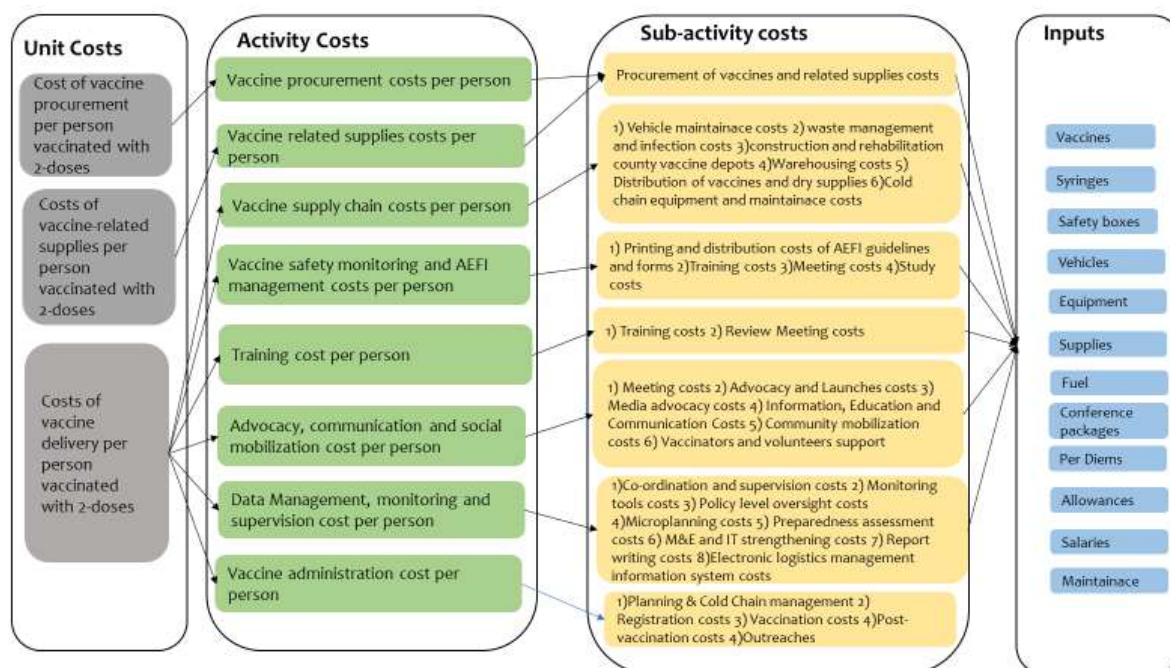 Unit Costs
Cost of vaccine
procurement
per person
vaccinated with
2-doses
Costs of
vaccine-related
supplies per
person
vaccinated with
2-doses
Costs of
vaccine
delivery per
person
vaccinated
with 2-doses
Activity Costs
Vaccine procurement costs per person
Vaccine related supplies costs per
person
Vaccine supply chain costs per person
Vaccine safety monitoring and AEFI
management costs per person
Training cost per person
Advocacy, communication and social
mobilization cost per person
Data Management, monitoring and
supervision cost per person
Vaccine administration cost per
person
Sub-activity costs
Procurement of vaccines and related supplies costs
1) Vehicle maintainace costs 2) waste management
and infection costs 3)construction and rehabilitation
county vaccine depots 4)Warehousing costs 5)
Distribution of vaccines and dry supplies 6)Cold
chain equipment and maintainace costs
1) Printing and distribution costs of AEFI guidelines
and forms 2)Training costs 3)Meeting costs 4)Study
costs
1) Training costs 2) Review Meeting costs
1) Meeting costs 2) Advocacy and Launches costs 3)
Media advocacy costs 4) Information, Education and
Communication Costs 5) Community mobilization
costs 6) Vaccinators and volunteers support
1)Co-ordination and supervision costs 2) Monitoring
tools costs 3) Policy level oversight costs
4)Microplanning costs 5) Preparedness assessment
costs 6) M&E and IT strengthening costs 7) Report
writing costs 8)Electronic logistics management
information system costs
1)Planning & Cold Chain management 2)
Registration costs 3) Vaccination costs 4)Post-
vaccination costs 4)Outreaches
Inputs
Vaccines
Syringes
Safety boxes
Vehicles
Equipment
Supplies
Fuel
Conference
packages
Per Diems
Allowances
Salaries
Maintainace